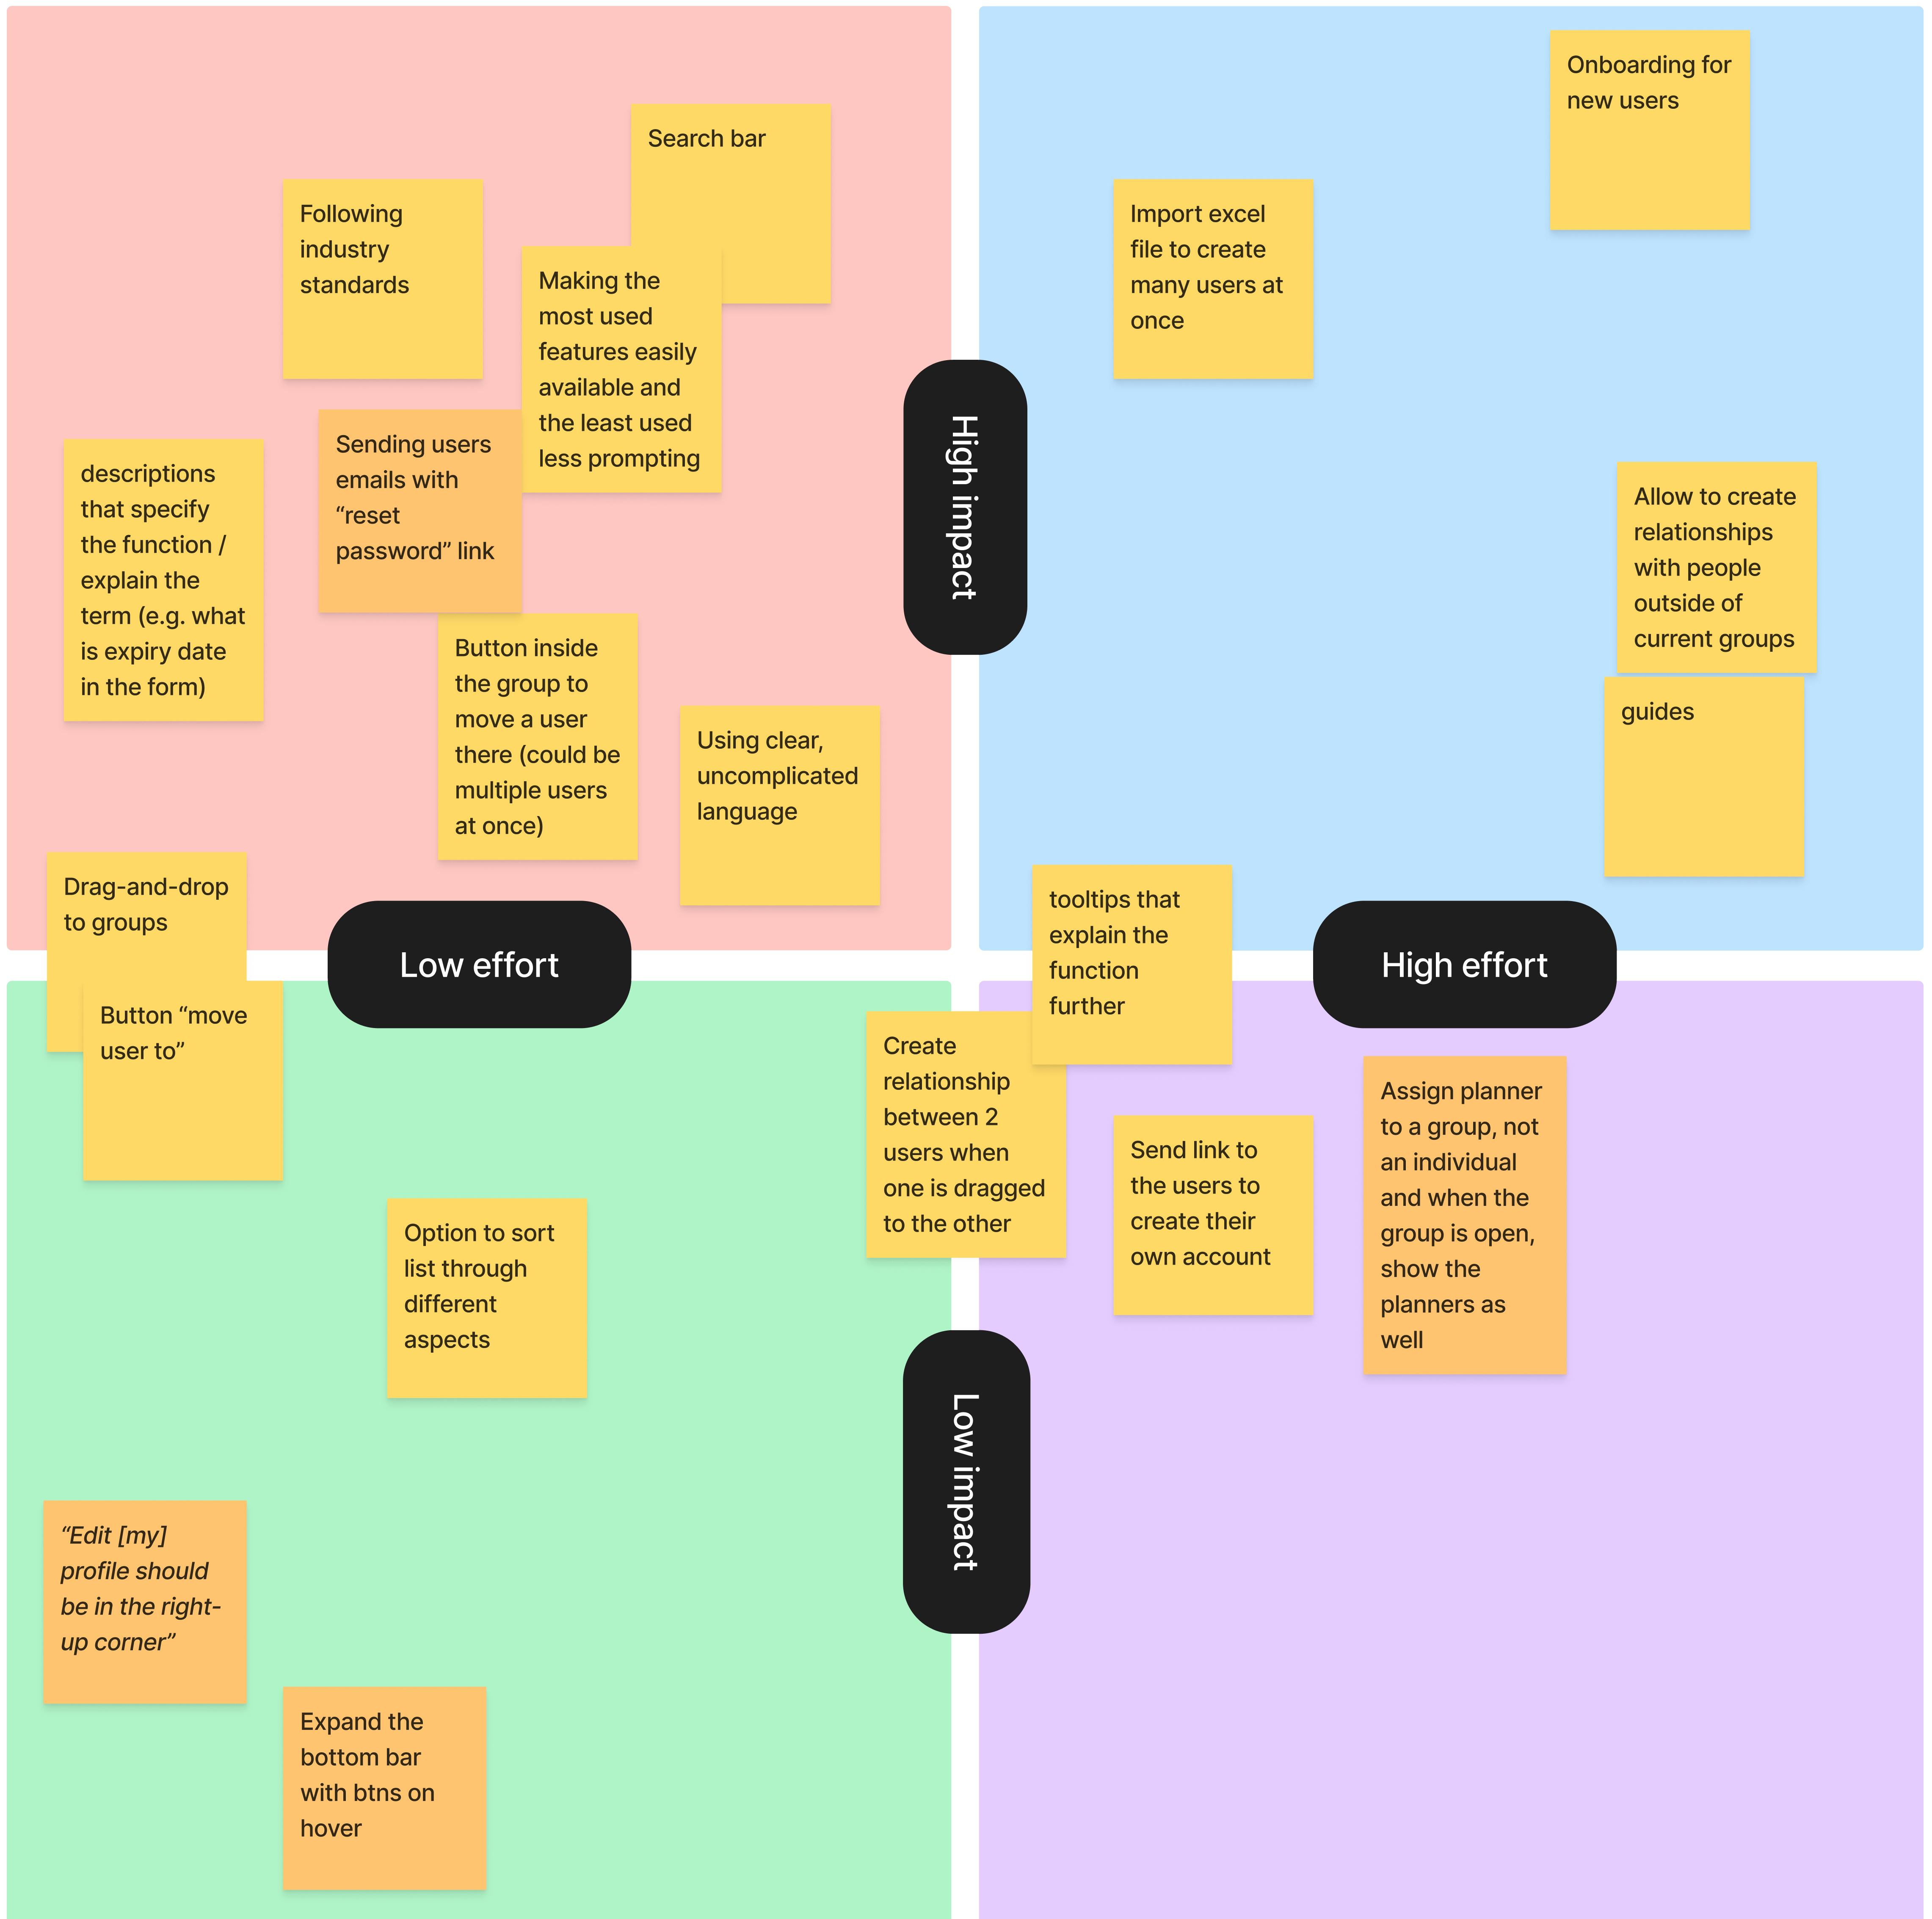 Search bar
Following
industry
standards
Making the
most used
features easily
available and
the least used
less prompting
Sending users
emails with
“reset
password” link
descriptions
that specify
the function /
explain the
term (e.g. what
is expiry date
in the form)
Button inside
the group to
move a user
there (could be
multiple users
at once)
Using clear,
uncomplicated
language
Drag-and-drop
to groups
Onboarding for
new users
Import excel
file to create
many users at
once
High impact
Allow to create
relationships
with people
outside of
current groups
guides
tooltips that
explain the
function
further
Low effort
High effort
Button “move
user to”
Option to sort
list through
different
aspects
“Edit [my]
profile should
be in the right-
up corner”
Expand the
bottom bar
with btns on
hover
Create
relationship
between 2
users when
one is dragged
to the other
Send link to
the users to
create their
own account
Assign planner
to a group, not
an individual
and when the
group is open,
show the
planners as
well
Low impact